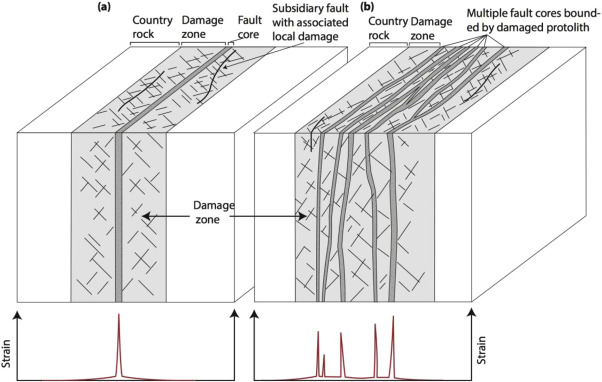 (a)
Country
rock
Damage
zone
Fault
core
Subsidiary fault
with associated
local damage
(b)
Country
rock
Damage
zone
Multiple fault cores bound-
ed by damaged protolith
Damage
zone
Strain
Strain